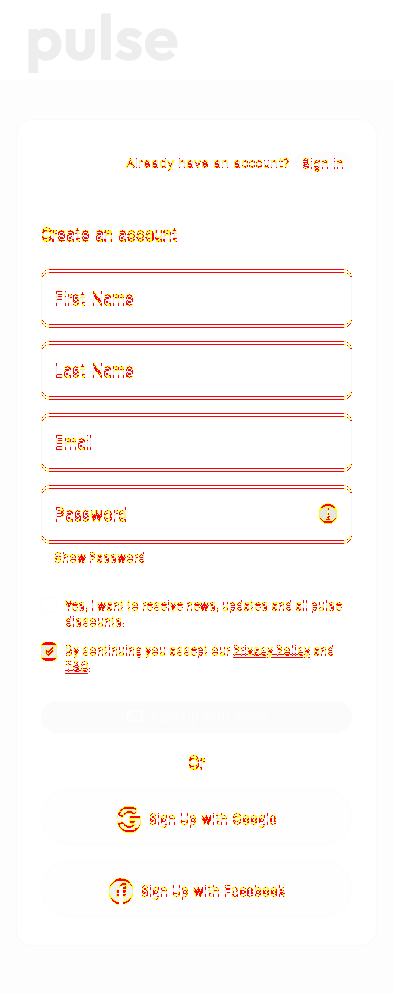 pulse
Already have an account? Sign in
Create an account
First Name
Last Name
Email
Password
Show Password
Yes, I want to receive news, updates and all pulse
discounts.
By continuing you accept our Privacy Policy and
T&C.
Or
Sign Up with Google
Sign Up with Facebook